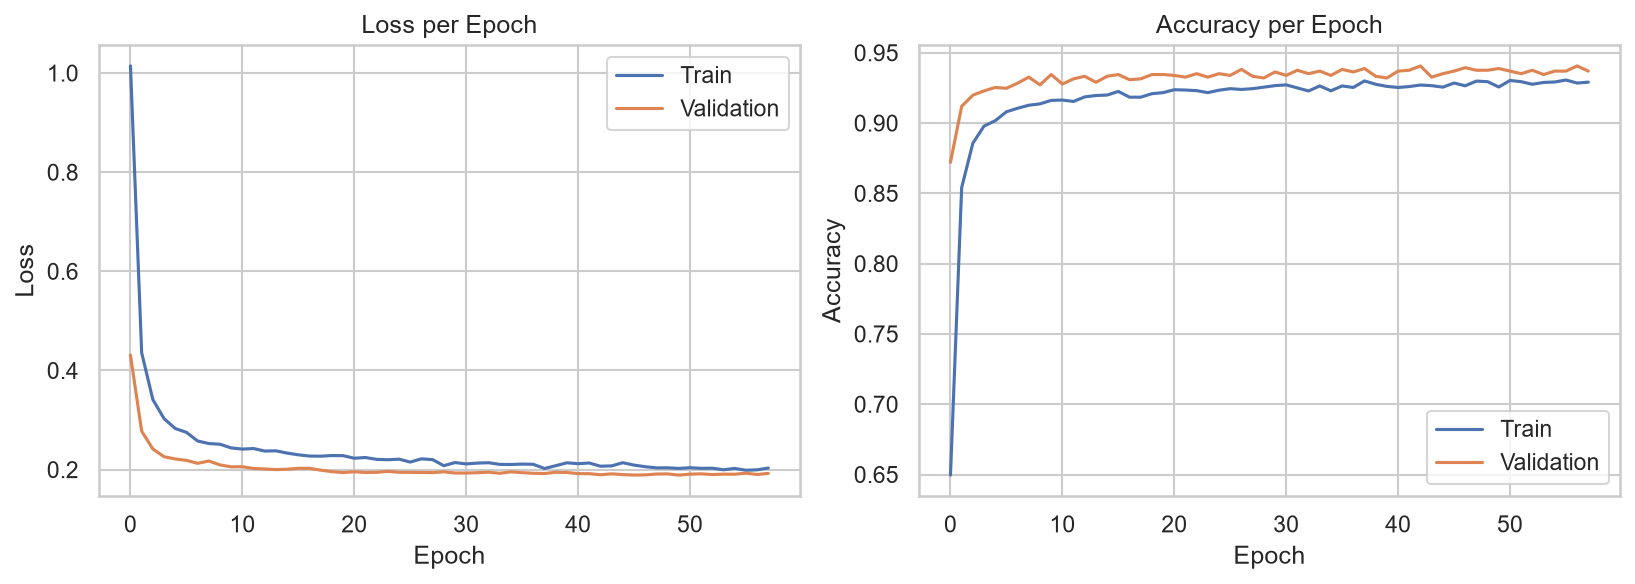 Loss per Epoch
Loss
1.0
0.8
0.6
0.4
0.2
0 10 20 30 40 50
Epoch
Train
Validation
Accuracy per Epoch
Accuracy
0.95
0.90
0.85
0.80
0.75
0.70
0.65
0 10 20 30 40 50
Epoch
Train
Validation